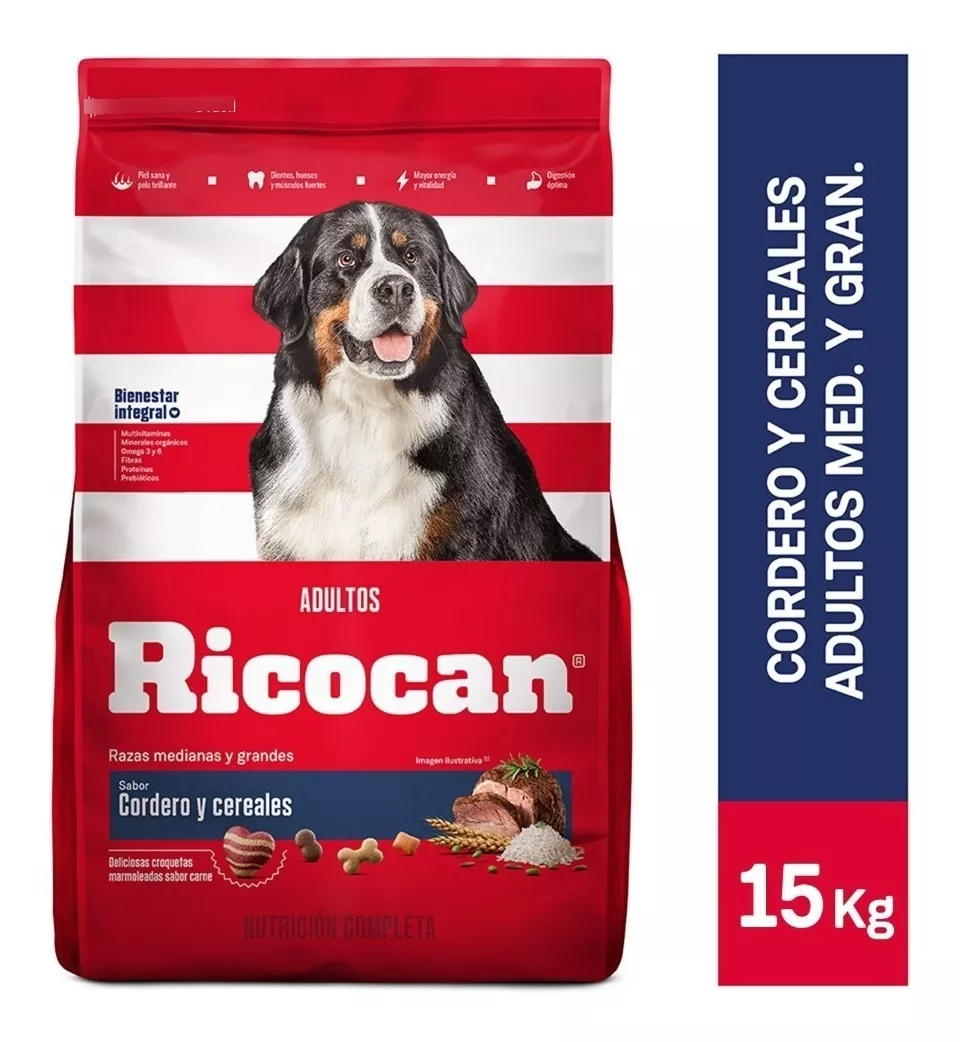 Piel sana y
pelo brillante
Dientes, huesos
y músculos fuertes
Mayor energía
y vitalidad
Digestión
óptima
Bienestar
integral
Multivitaminas
Minerales orgánicos
Omega 3 y 6
Fibras
Proteínas
Prebióticos
ADULTOS
Ricocan®
Razas medianas y grandes
Imagen ilustrativa
Sabor
Cordero y cereales
Deliciosas croquetas
marmoleadas sabor carne
NUTRICIÓN COMPLETA
CORDERO Y CEREALES
ADULTOS MED. Y GRAN.
15 Kg